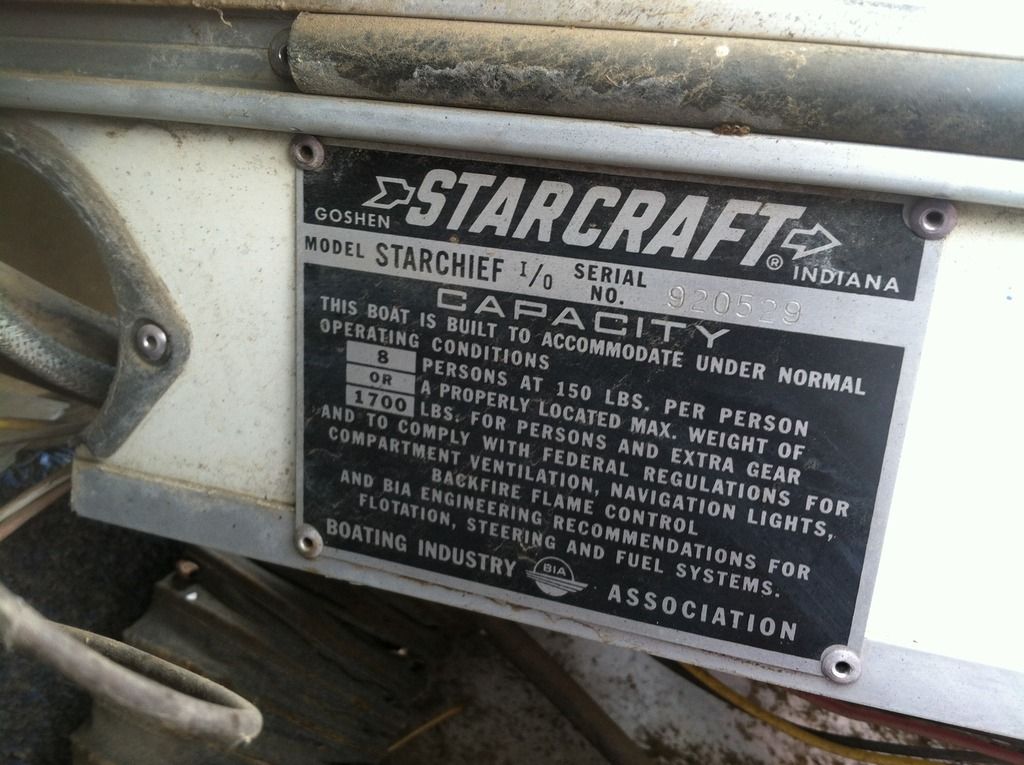 STARCRAFT®
GOSHEN INDIANA
MODEL STARCHIEF I/O SERIAL NO. 920529
CAPACITY
THIS BOAT IS BUILT TO ACCOMMODATE UNDER NORMAL
OPERATING CONDITIONS
8 PERSONS AT 150 LBS. PER PERSON
OR A PROPERLY LOCATED MAX. WEIGHT OF
1700 LBS. FOR PERSONS AND EXTRA GEAR
AND TO COMPLY WITH FEDERAL REGULATIONS FOR
COMPARTMENT VENTILATION, NAVIGATION LIGHTS,
BACKFIRE FLAME CONTROL
AND BIA ENGINEERING RECOMMENDATIONS FOR
FLOTATION, STEERING AND FUEL SYSTEMS.
BOATING INDUSTRY BIA ASSOCIATION